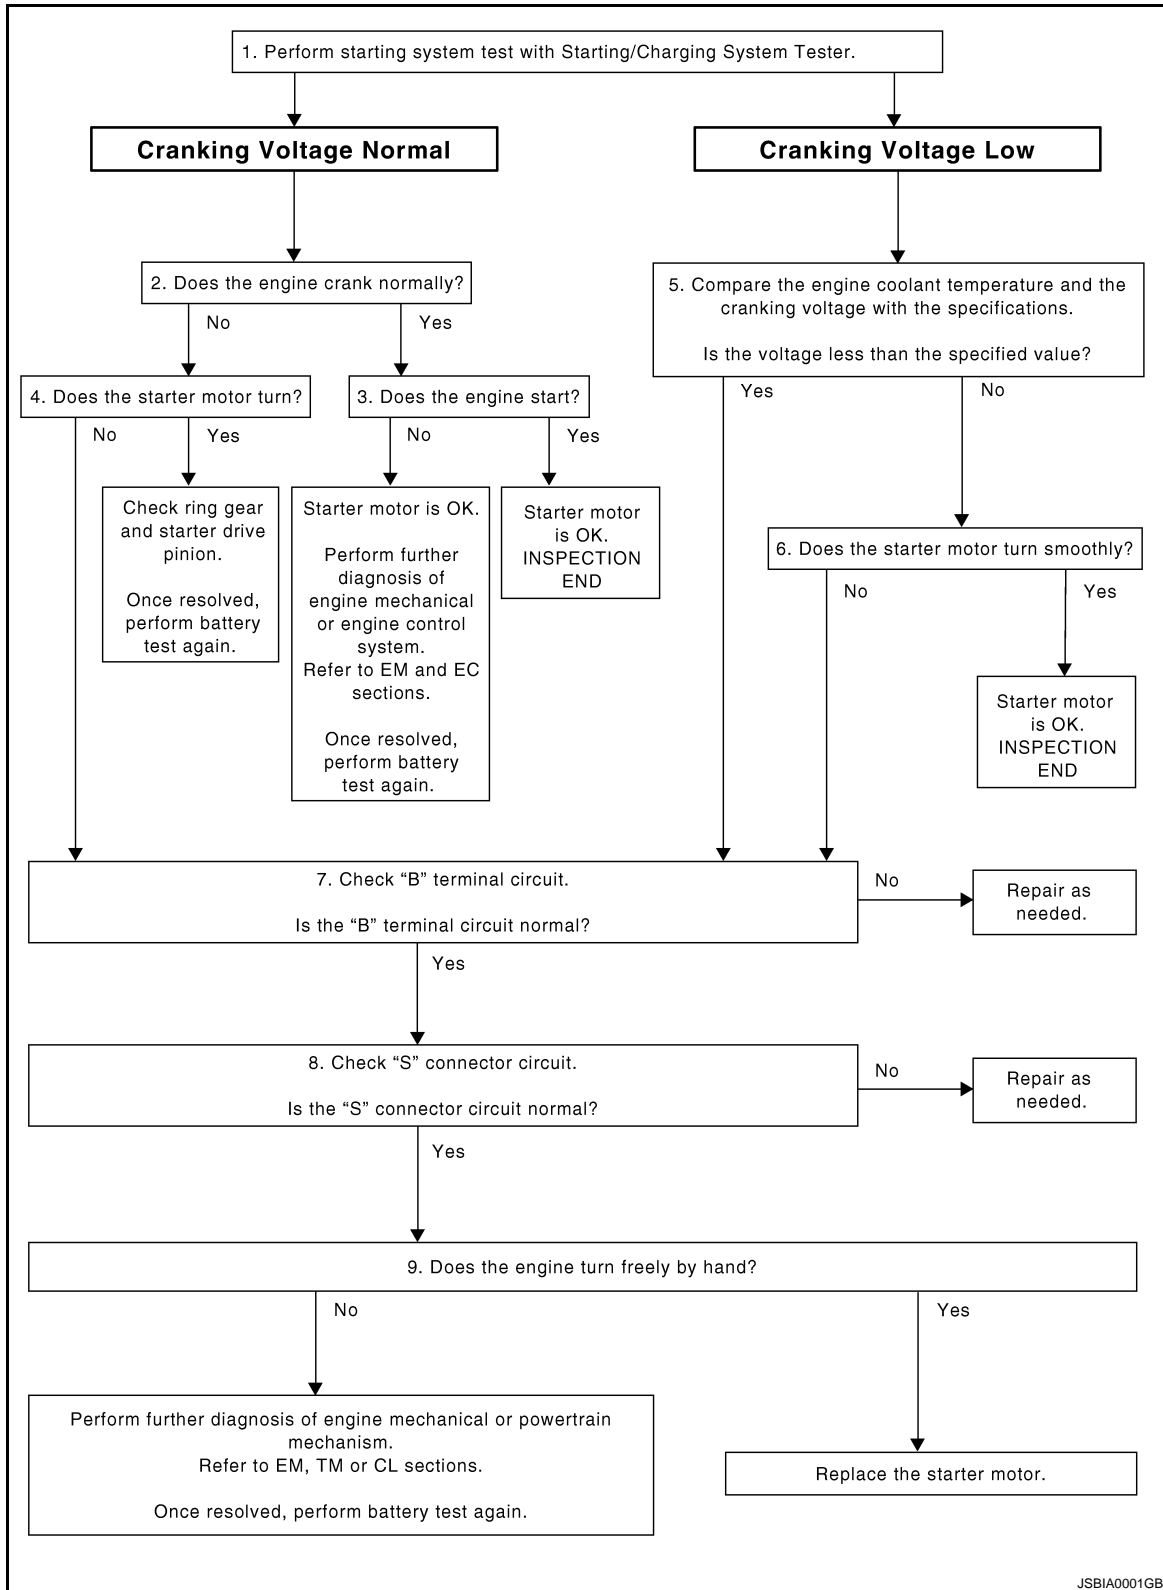 1. Perform starting system test with Starting/Charging System Tester.
Cranking Voltage Normal
Cranking Voltage Low
2. Does the engine crank normally?
No
Yes
5. Compare the engine coolant temperature and the
cranking voltage with the specifications.
Is the voltage less than the specified value?
4. Does the starter motor turn?
3. Does the engine start?
Yes
No
No
Yes
No
Yes
Check ring gear
and starter drive
pinion.
Once resolved,
perform battery
test again.
Starter motor is OK.
Perform further
diagnosis of
engine mechanical
or engine control
system.
Refer to EM and EC
sections.
Once resolved,
perform battery
test again.
Starter motor
is OK.
INSPECTION
END
6. Does the starter motor turn smoothly?
No
Yes
Starter motor
is OK.
INSPECTION
END
7. Check “B” terminal circuit.
Is the “B” terminal circuit normal?
No
Repair as
needed.
Yes
8. Check “S” connector circuit.
Is the “S” connector circuit normal?
No
Repair as
needed.
Yes
9. Does the engine turn freely by hand?
No
Yes
Perform further diagnosis of engine mechanical or powertrain
mechanism.
Refer to EM, TM or CL sections.
Once resolved, perform battery test again.
Replace the starter motor.
JSBIA0001GB